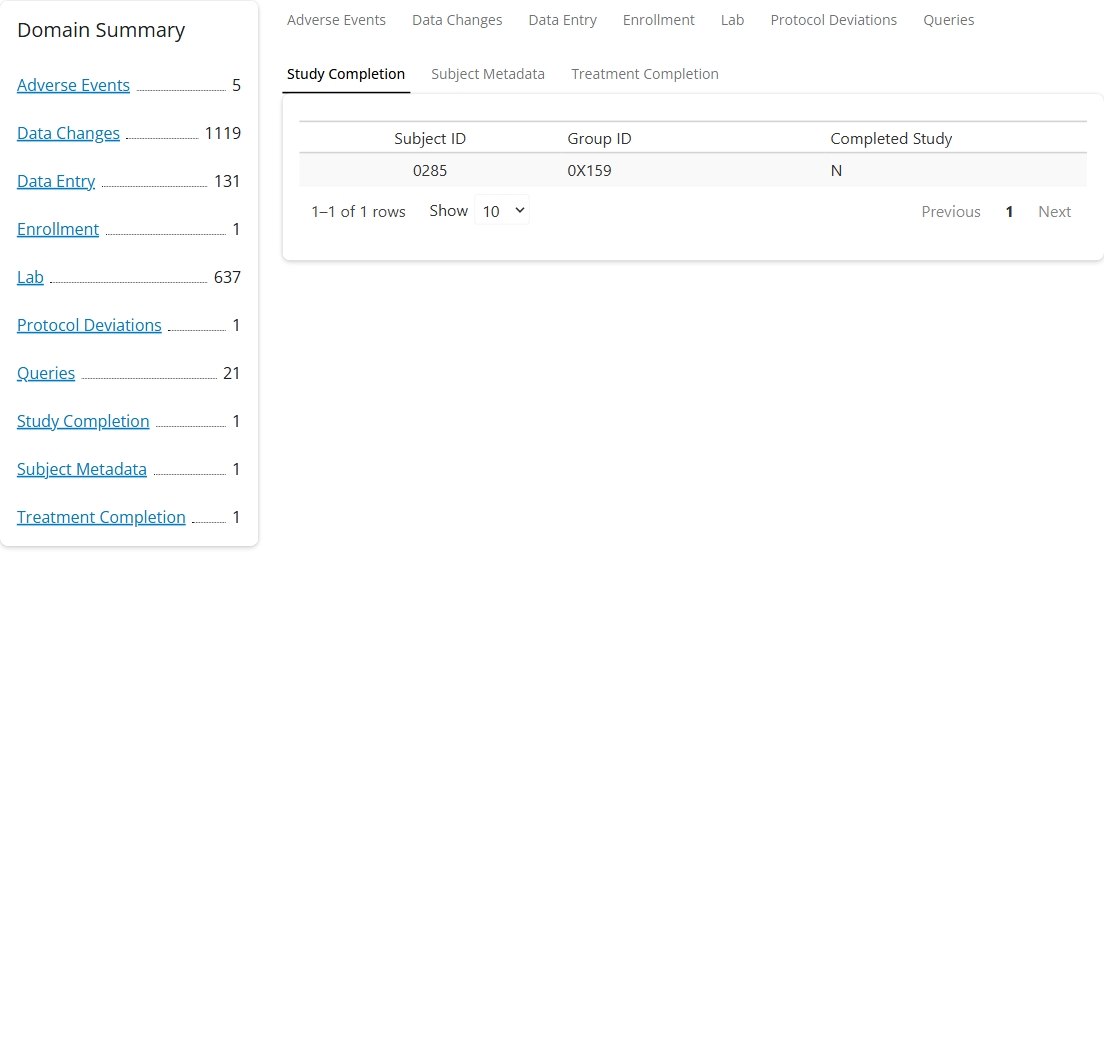 Domain Summary
Adverse Events 5
Data Changes 1119
Data Entry 131
Enrollment 1
Lab 637
Protocol Deviations 1
Queries 21
Study Completion 1
Subject Metadata 1
Treatment Completion 1
Adverse Events Data Changes Data Entry Enrollment Lab Protocol Deviations Queries
Study Completion Subject Metadata Treatment Completion
Subject ID Group ID Completed Study
0285 0X159 N
1–1 of 1 rows Show 10 Previous 1 Next